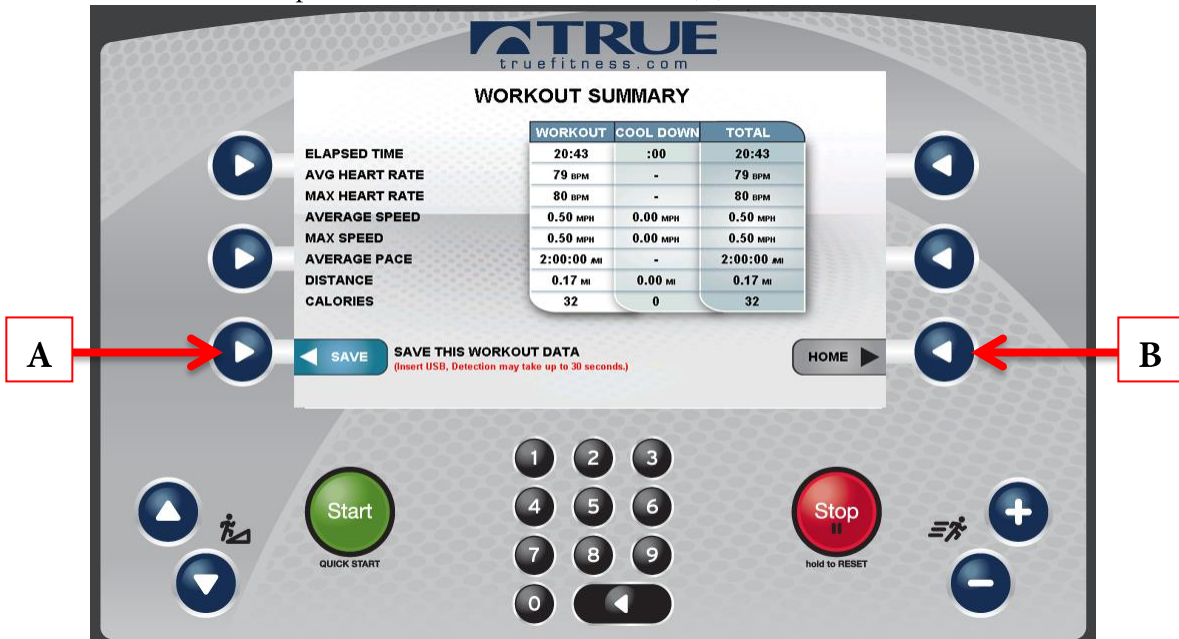 TRUE
truefitness.com
WORKOUT SUMMARY
WORKOUT COOL DOWN TOTAL
ELAPSED TIME 20:43 :00 20:43
AVG HEART RATE 79 BPM - 79 BPM
MAX HEART RATE 80 BPM - 80 BPM
AVERAGE SPEED 0.50 MPH 0.00 MPH 0.50 MPH
MAX SPEED 0.50 MPH 0.00 MPH 0.50 MPH
AVERAGE PACE 2:00:00 /MI - 2:00:00 /MI
DISTANCE 0.17 MI 0.00 MI 0.17 MI
CALORIES 32 0 32
A
SAVE SAVE THIS WORKOUT DATA
(Insert USB, Detection may take up to 30 seconds.)
HOME
B
1 2 3
4 5 6
7 8 9
0
Start
QUICK START
Stop
hold to RESET
+
-